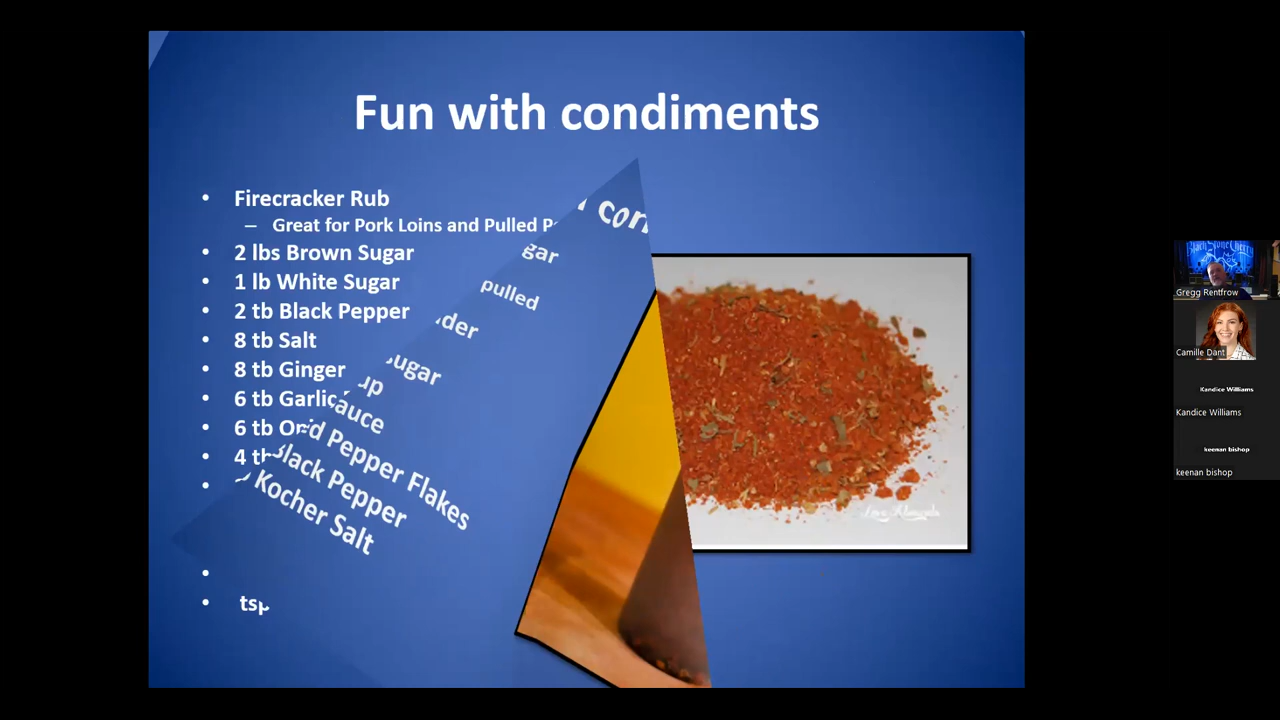 Fun with condiments
• Firecracker Rub
– Great for Pork Loins and Pulled
• 2 lbs Brown Sugar
• 1 lb White Sugar
• 2 tb Black Pepper
• 8 tb Salt
• 8 tb Ginger
• 6 tb Garlic
• 6 tb
• 4
•
•
• tsp
con
gar
pulled
der
ugar
up
auce
d Pepper Flakes
Black Pepper
Kocher Salt
Gregg Rentfrow
Camille Dant
Kandice Williams
Kandice Williams
keenan bishop
keenan bishop